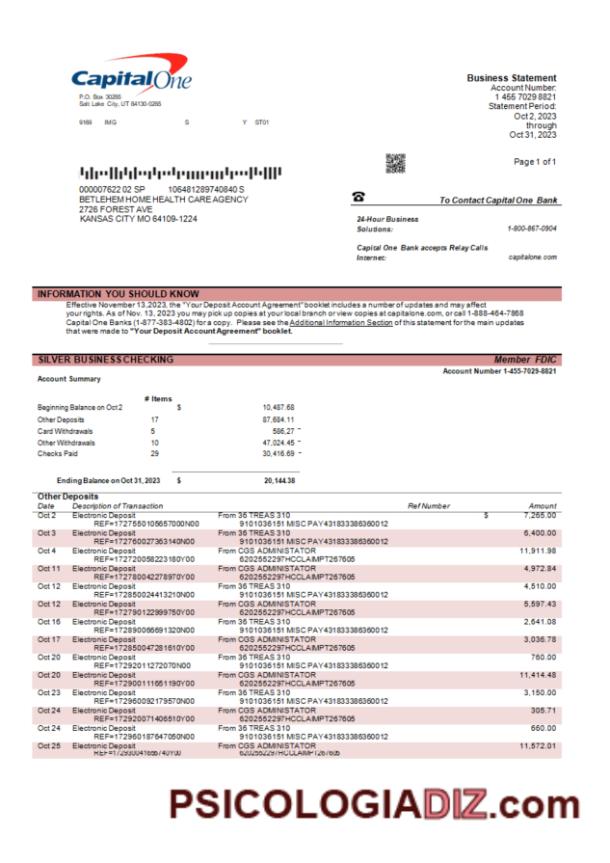 CapitalOne
P.O. Box 30285
Salt Lake City, UT 84130-0285
9166 IMG S Y ST01
Business Statement
Account Number:
1 455 7029 8821
Statement Period:
Oct 2, 2023
through
Oct 31, 2023
Page 1 of 1
000007622 02 SP 106481289740840 S
BETLEHEM HOME HEALTH CARE AGENCY
2726 FOREST AVE
KANSAS CITY MO 64109-1224
To Contact Capital One Bank
24-Hour Business
Solutions: 1-800-867-0904
Capital One Bank accepts Relay Calls
Internet: capitalone.com
INFORMATION YOU SHOULD KNOW
Effective November 13,2023, the "Your Deposit Account Agreement" booklet includes a number of updates and may affect
your rights. As of Nov. 13, 2023 you may pick up copies at your local branch or view copies at capitalone.com, or call 1-888-464-7868
Capital One Banks (1-877-383-4802) for a copy. Please see the Additional Information Section of this statement for the main updates
that were made to "Your Deposit Account Agreement" booklet.
SILVER BUSINESS CHECKING Member FDIC
Account Number 1-455-7029-8821
Account Summary
# Items
Beginning Balance on Oct 2 $ 10,487.68
Other Deposits 17 87,684.11
Card Withdrawals 5 586,27 -
Other Withdrawals 10 47,024.45 -
Checks Paid 29 30,416.69 -
Ending Balance on Oct 31, 2023 $ 20,144.38
Other Deposits
Date Description of Transaction Ref Number Amount
Oct 2 Electronic Deposit From 36 TREAS 310 $ 7,265.00
REF=1727550105657000N00 9101036151 MISC PAY43183338636012
Oct 3 Electronic Deposit From 36 TREAS 310 6,400.00
REF=172760027363140N00 9101036151 MISC PAY43183338636012
Oct 4 Electronic Deposit From CGS ADMINISTATOR 11,911.98
REF=172720058223180Y00 6202552297HCCLAIMPT267605
Oct 11 Electronic Deposit From CGS ADMINISTATOR 4,972.84
REF=172780042278970Y00 6202552297HCCLAIMPT267605
Oct 12 Electronic Deposit From 36 TREAS 310 4,510.00
REF=172850024413210N00 9101036151 MISC PAY43183338636012
Oct 12 Electronic Deposit From CGS ADMINISTATOR 5,597.43
REF=172790122999750Y00 6202552297HCCLAIMPT267605
Oct 16 Electronic Deposit From 36 TREAS 310 2,641.08
REF=172890066691320N00 9101036151 MISC PAY43183338636012
Oct 17 Electronic Deposit From CGS ADMINISTATOR 3,036.78
REF=172850047281610Y00 6202552297HCCLAIMPT267605
Oct 20 Electronic Deposit From 36 TREAS 310 760.00
REF=17292011272070N00 9101036151 MISC PAY43183338636012
Oct 20 Electronic Deposit From CGS ADMINISTATOR 11,414.48
REF=172900111651190Y00 6202552297HCCLAIMPT267605
Oct 23 Electronic Deposit From 36 TREAS 310 3,150.00
REF=172960092179570N00 9101036151 MISC PAY43183338636012
Oct 24 Electronic Deposit From CGS ADMINISTATOR 305.71
REF=172920071406510Y00 6202552297HCCLAIMPT267605
Oct 24 Electronic Deposit From 36 TREAS 310 660.00
REF=172960187647050N00 9101036151 MISC PAY43183338636012
Oct 25 Electronic Deposit From CGS ADMINISTATOR 11,572.01
REF=172930041656740Y00 6202552297HCCLAIMPT267605
PSICOLOGIADIZ.com